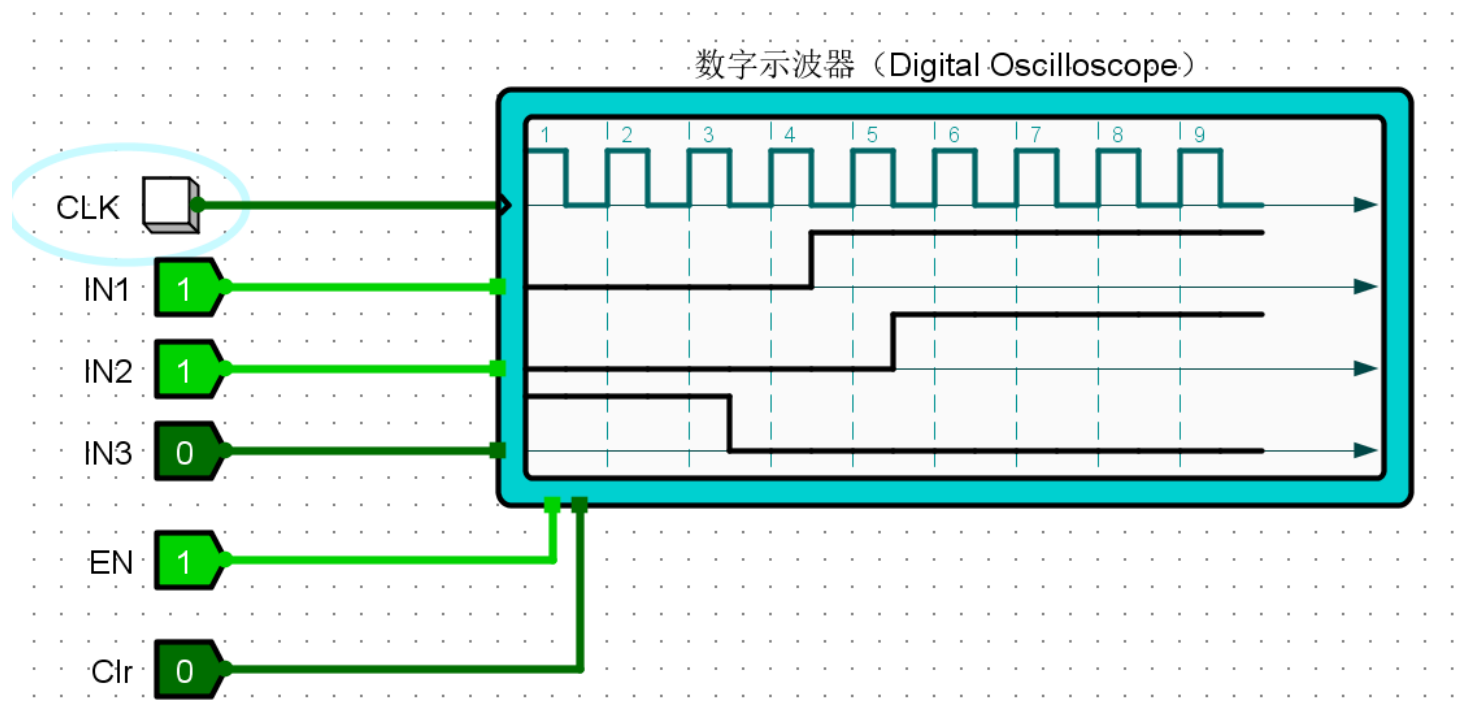 数字示波器（Digital Oscilloscope）
1 2 3 4 5 6 7 8 9
CLK
IN1 1
IN2 1
IN3 0
EN 1
Clr 0